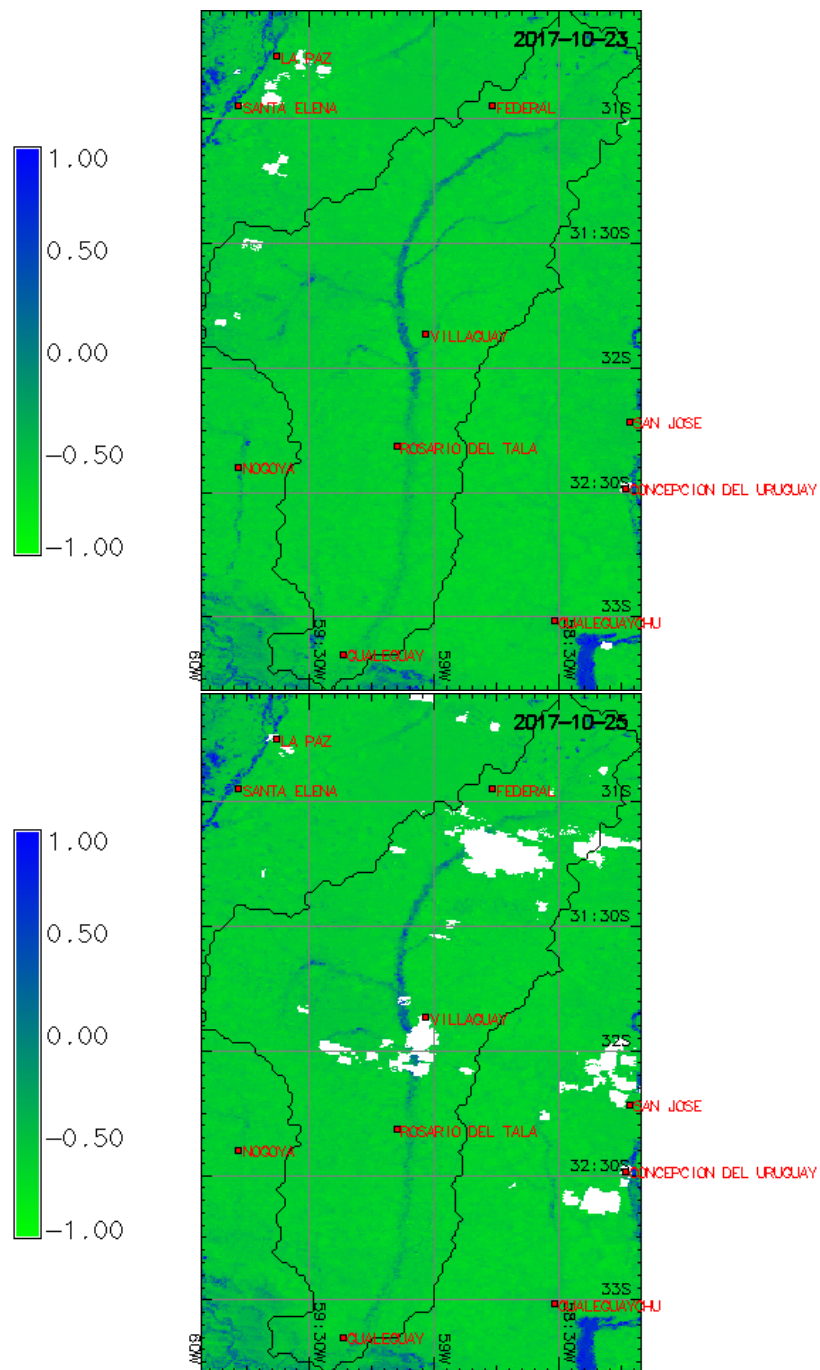 2017-10-23
LA PAZ
SANTA ELENA
FEDERAL
31S
1.00
0.50
31:30S
VILLAGUAY
0.00
32S
SAN JOSE
ROSARIO DEL TALA
NOGOYA
-0.50
32:30S
CONCEPCION DEL URUGUAY
-1.00
33S
GUALEGUAYCHU
GUALEGUAY
60W
59:30W
59W
58:30W
2017-10-25
LA PAZ
SANTA ELENA
FEDERAL
31S
1.00
0.50
31:30S
VILLAGUAY
0.00
32S
SAN JOSE
ROSARIO DEL TALA
NOGOYA
-0.50
32:30S
CONCEPCION DEL URUGUAY
-1.00
33S
GUALEGUAYCHU
GUALEGUAY
60W
59:30W
59W
58:30W